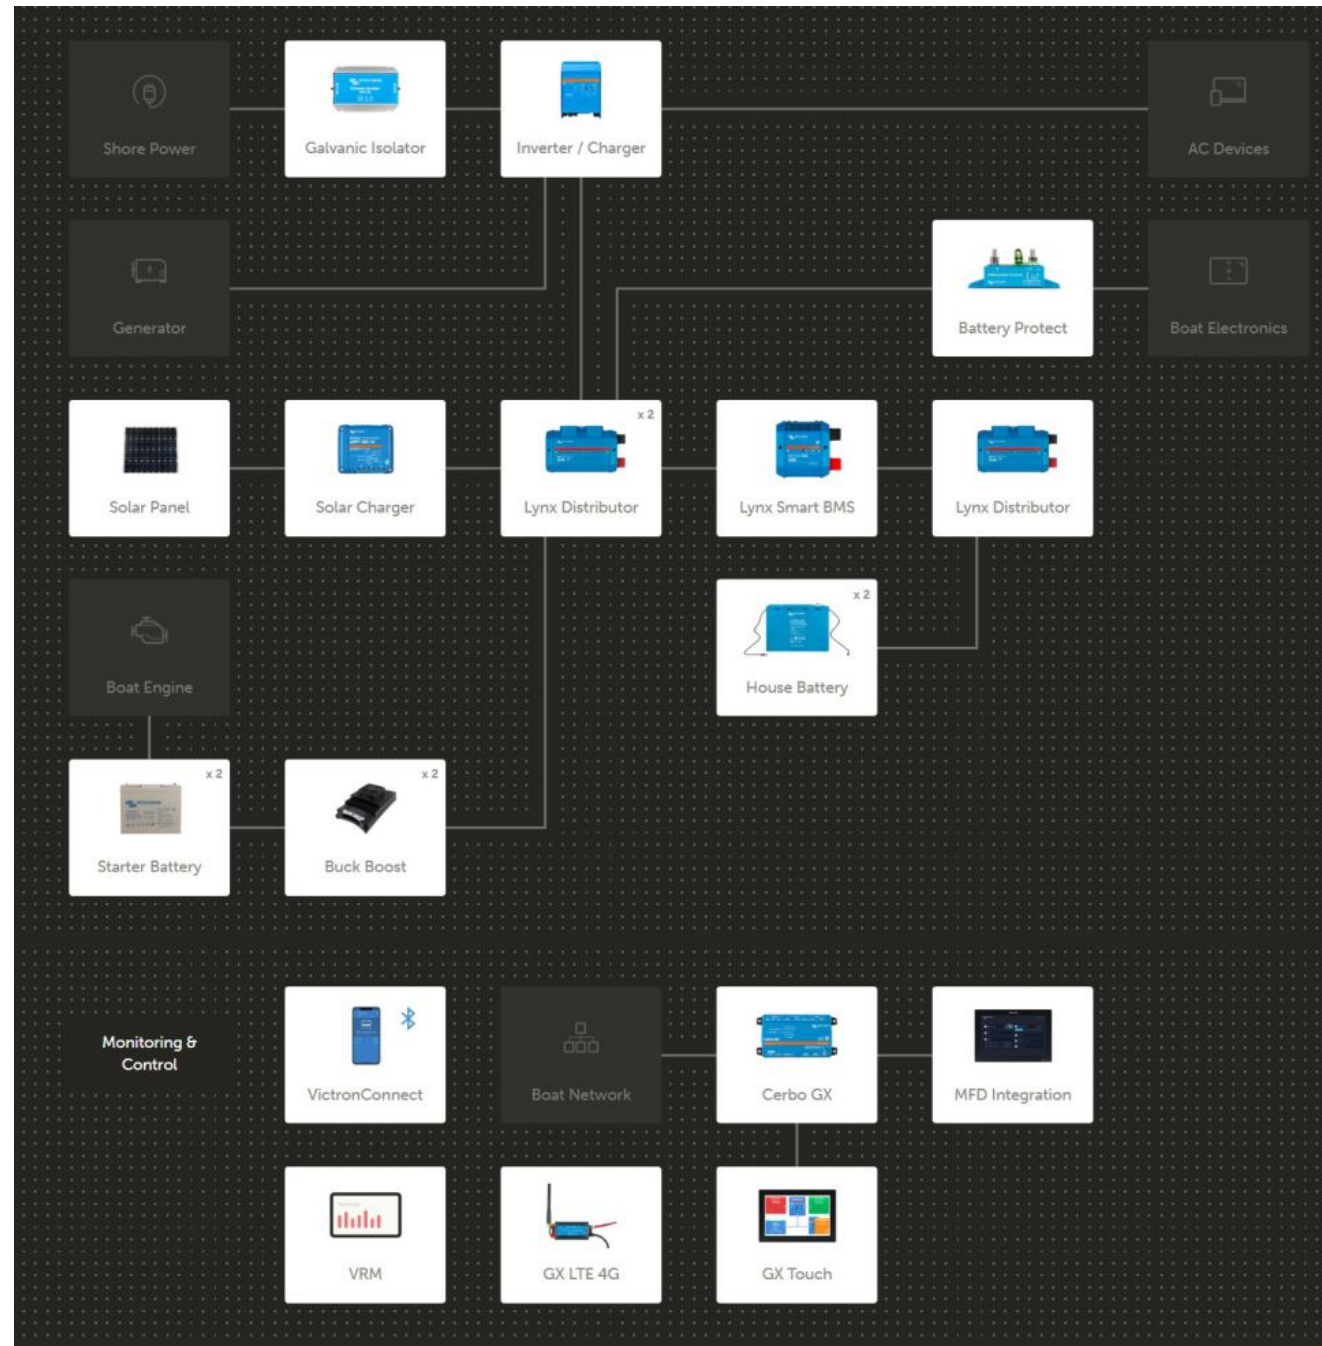 Shore Power
Galvanic Isolator
Inverter / Charger
AC Devices
Generator
Battery Protect
Boat Electronics
Solar Panel
Solar Charger
x 2
Lynx Distributor
Lynx Smart BMS
Lynx Distributor
Boat Engine
x 2
House Battery
x 2
Starter Battery
x 2
Buck Boost
Monitoring &
Control
VictronConnect
Boat Network
Cerbo GX
MFD Integration
VRM
GX LTE 4G
GX Touch